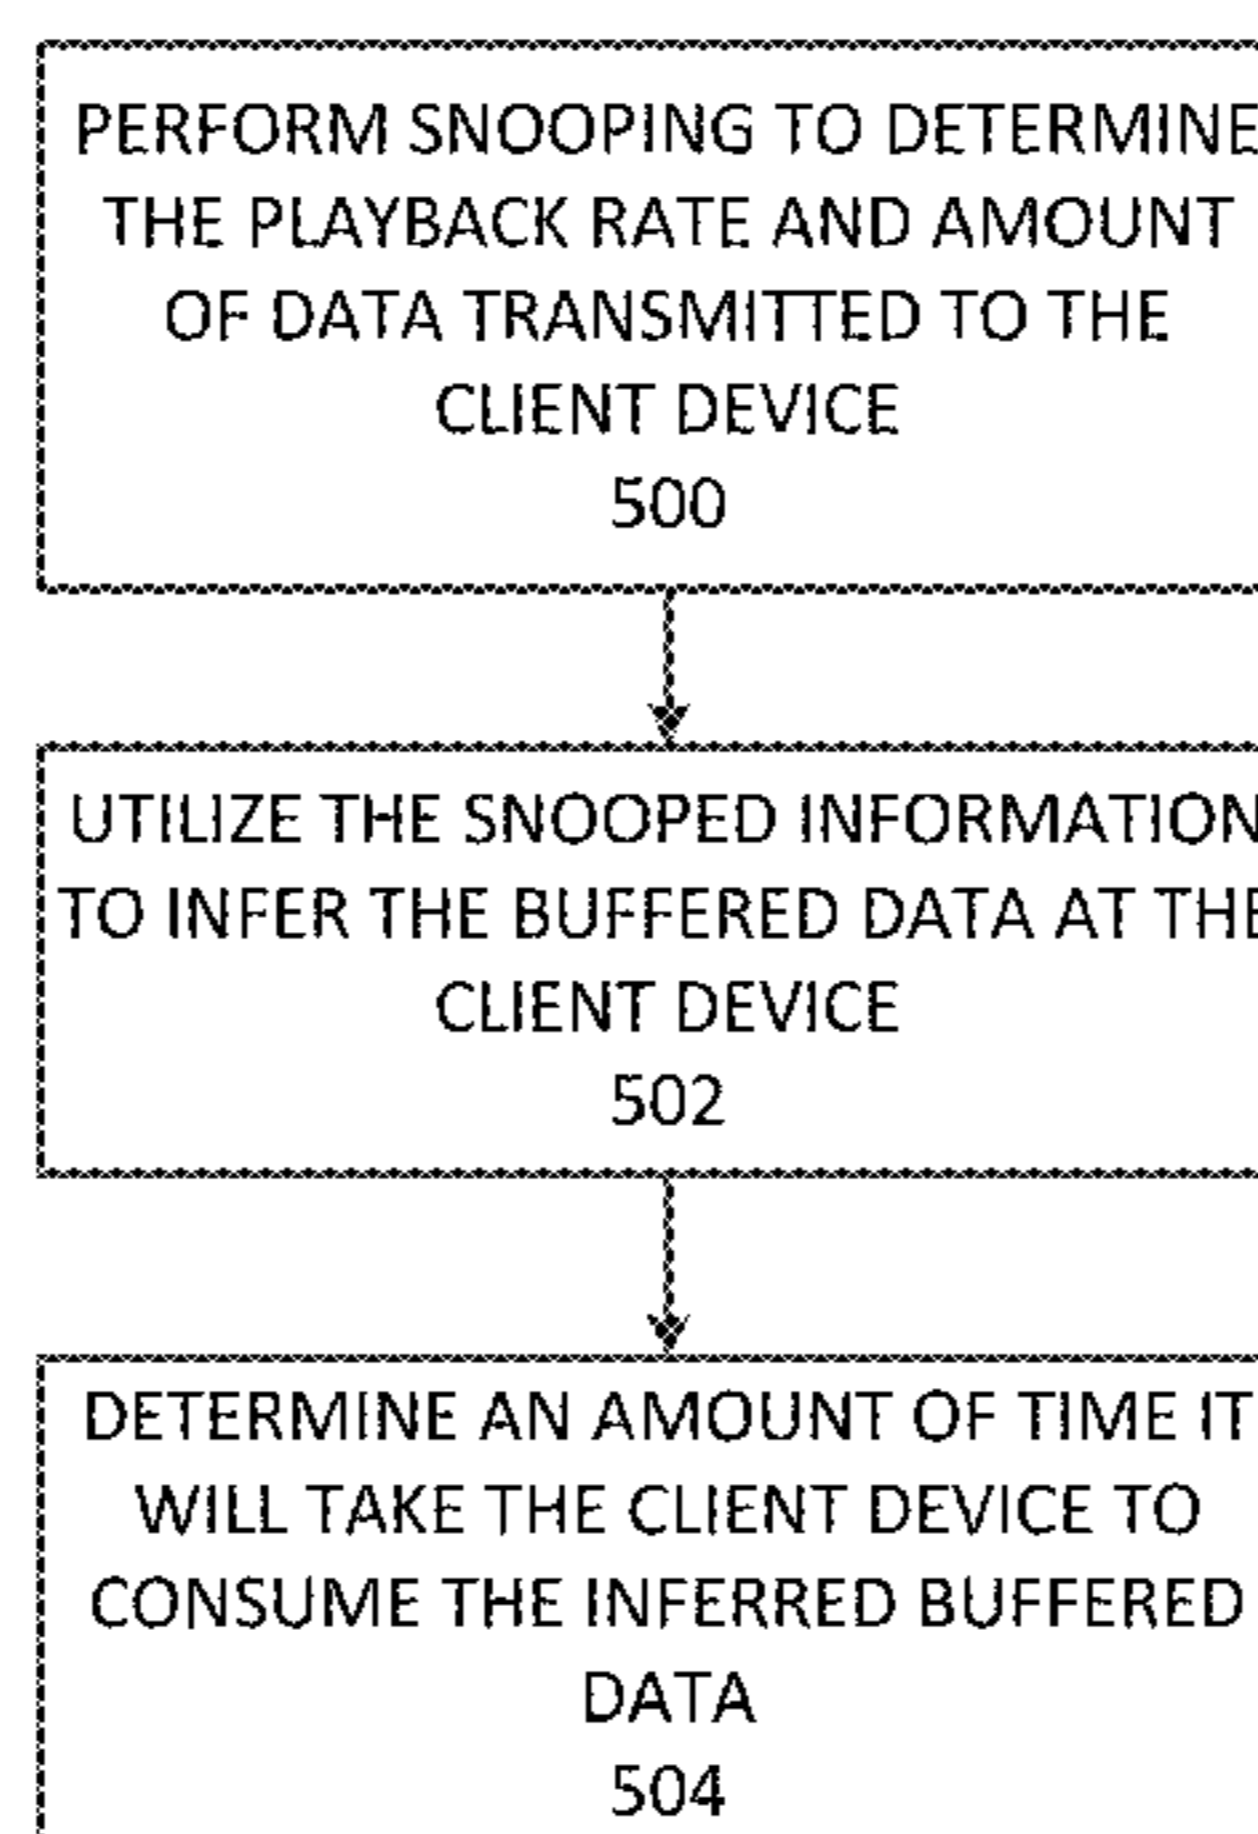 PERFORM SNOOPING TO DETERMINE
THE PLAYBACK RATE AND AMOUNT
OF DATA TRANSMITTED TO THE
CLIENT DEVICE
500
UTILIZE THE SNOOPED INFORMATION
TO INFER THE BUFFERED DATA AT THE
CLIENT DEVICE
502
DETERMINE AN AMOUNT OF TIME IT
WILL TAKE THE CLIENT DEVICE TO
CONSUME THE INFERRED BUFFERED
DATA
504